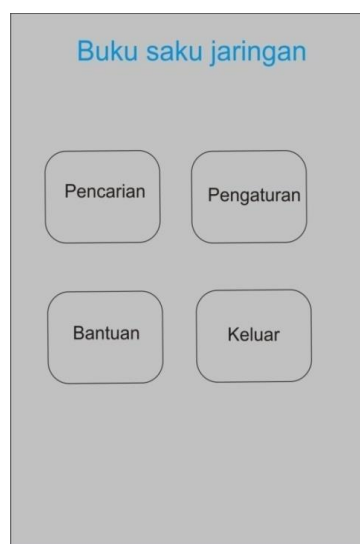 Buku saku jaringan
Pencarian
Pengaturan
Bantuan
Keluar